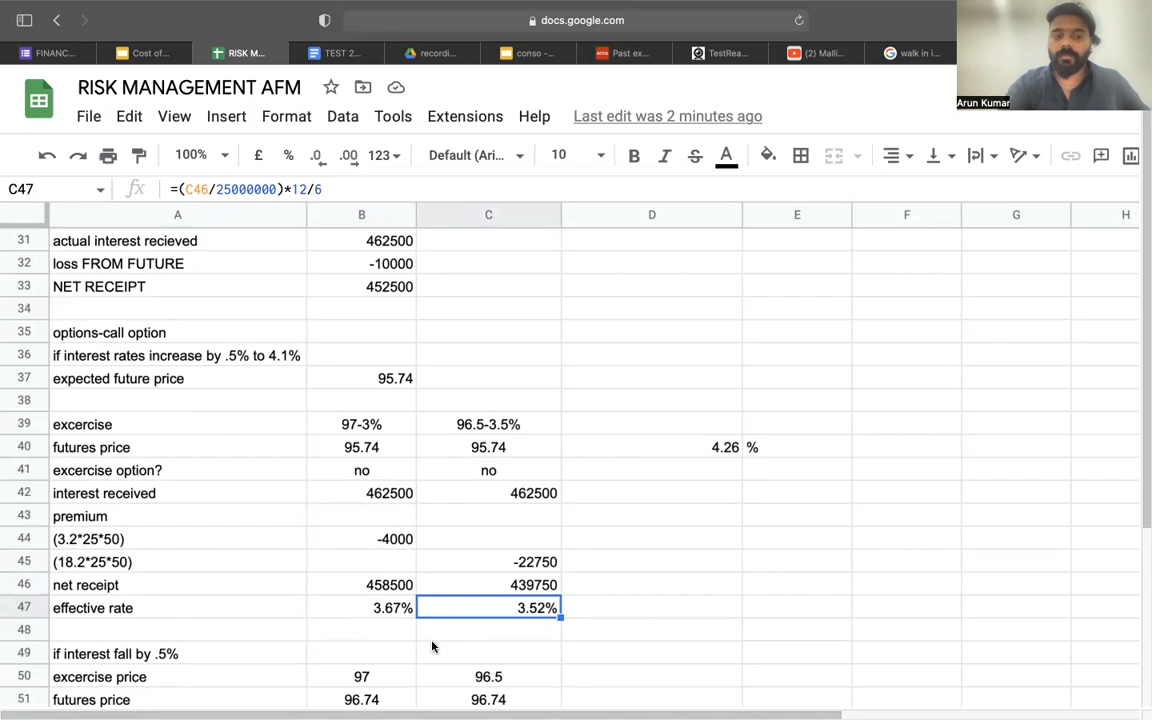 docs.google.com
FINANC...
Cost of...
RISK M...
TEST 2...
recordi...
conso -...
Past ex...
TestRea...
(2) Malli...
walk in i...
Arun Kumar
RISK MANAGEMENT AFM
File Edit View Insert Format Data Tools Extensions Help Last edit was 2 minutes ago
100% £ % .0 .00 123 Default (Ari... 10 B I S A
C47 fx =(C46/25000000)*12/6
A B C D E F G H
31 actual interest recieved 462500
32 loss FROM FUTURE -10000
33 NET RECEIPT 452500
34
35 options-call option
36 if interest rates increase by .5% to 4.1%
37 expected future price 95.74
38
39 excercise 97-3% 96.5-3.5%
40 futures price 95.74 95.74 4.26 %
41 excercise option? no no
42 interest received 462500 462500
43 premium
44 (3.2*25*50) -4000
45 (18.2*25*50) -22750
46 net receipt 458500 439750
47 effective rate 3.67% 3.52%
48
49 if interest fall by .5%
50 excercise price 97 96.5
51 futures price 96.74 96.74